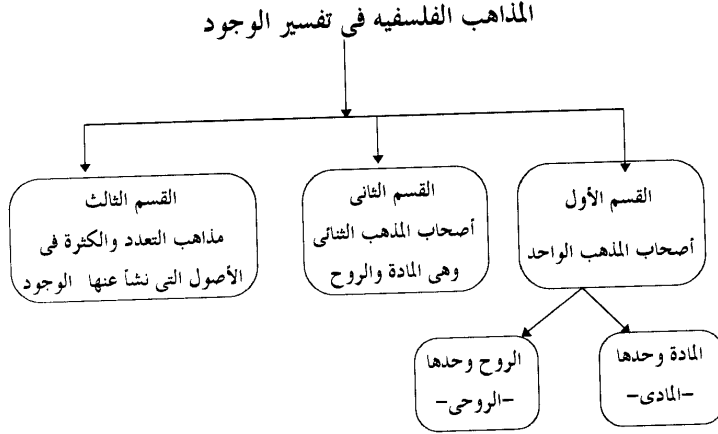 المذاهب الفلسفيه فى تفسير الوجود
القسم الأول
أصحاب المذهب الواحد
القسم الثانى
أصحاب المذهب الثنائى
وهى المادة والروح
القسم الثالث
مذاهب التعدد والكثرة فى
الأصول التى نشأ عنها الوجود
المادة وحدها
-المادى-
الروح وحدها
-الروحى-